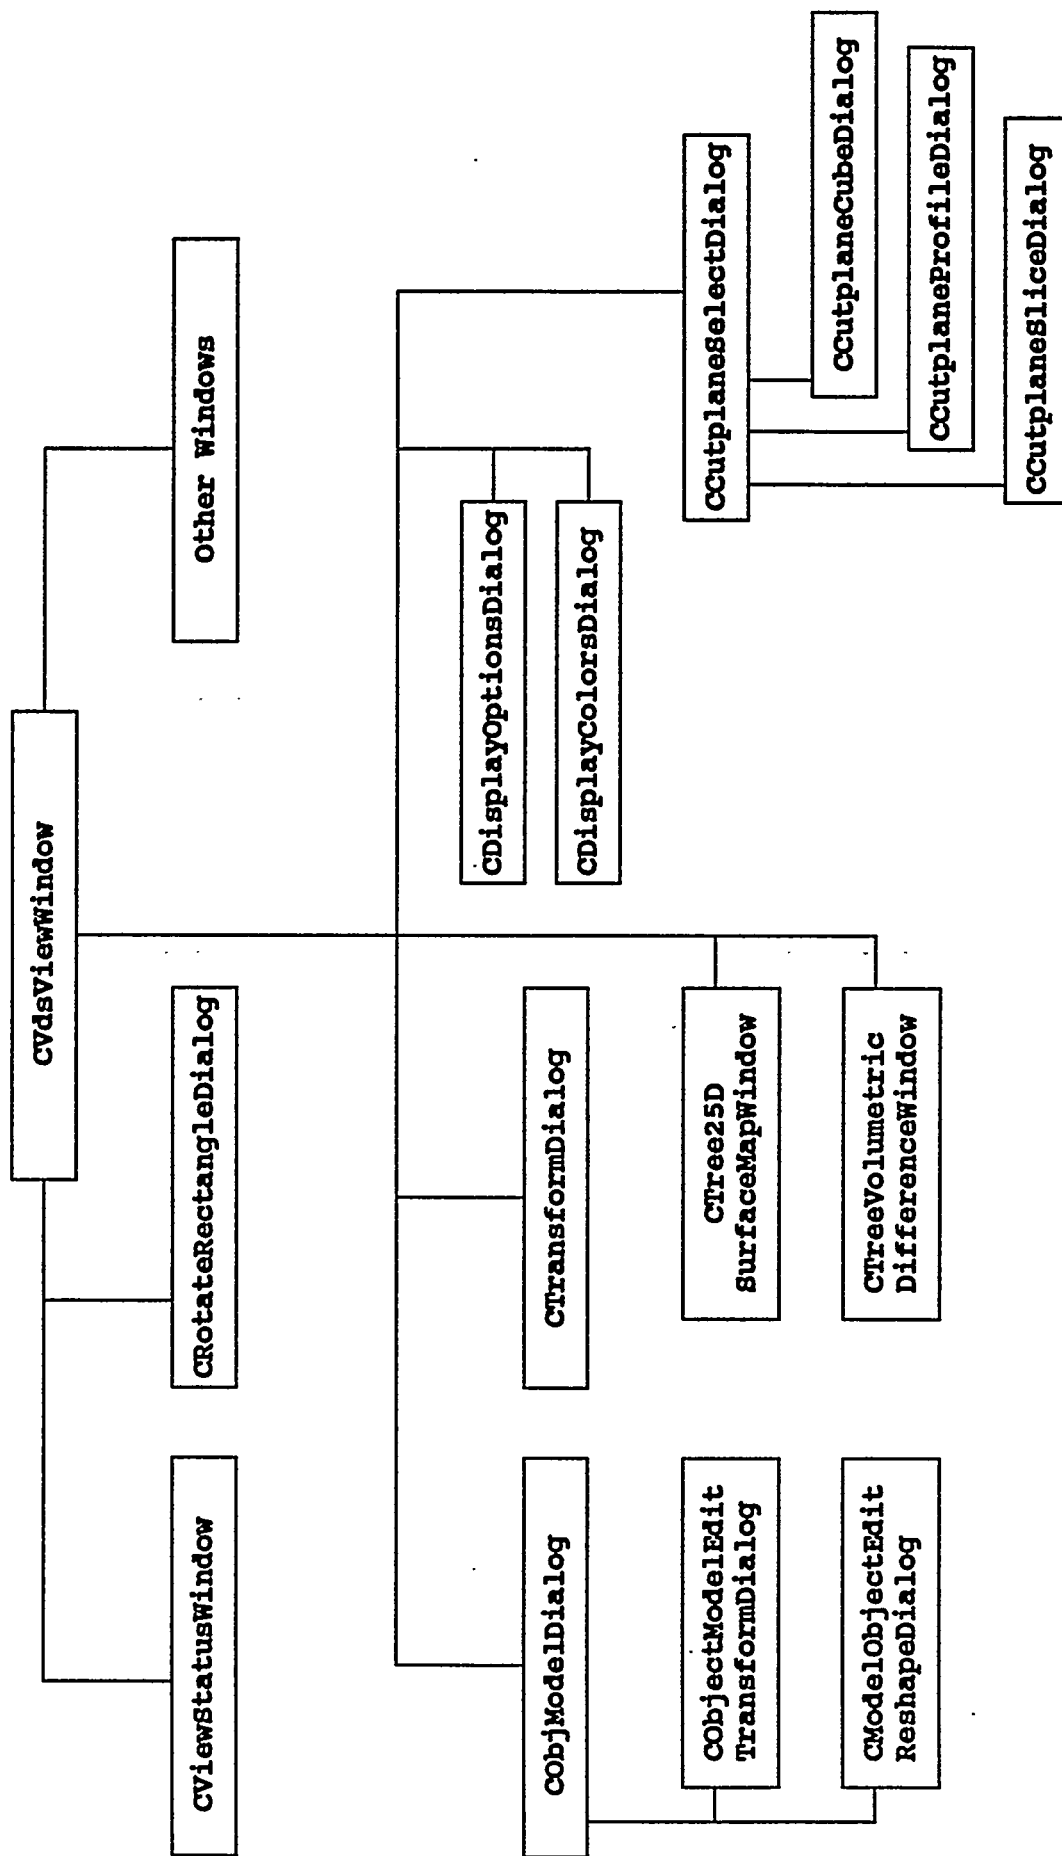 CVdsViewWindow
CViewStatusWindow
CRotateRectangleDialog
Other Windows
CObjModelDialog
CTransformDialog
CDisplayOptionsDialog
CDisplayColorsDialog
CObjectModelEdit
TransformDialog
CTree25D
SurfaceMapWindow
CCutplaneSelectDialog
CModelObjectEdit
ReshapeDialog
CTreeVolumetric
DifferenceWindow
CCutplaneCubeDialog
CCutplaneProfileDialog
CCutplaneSliceDialog